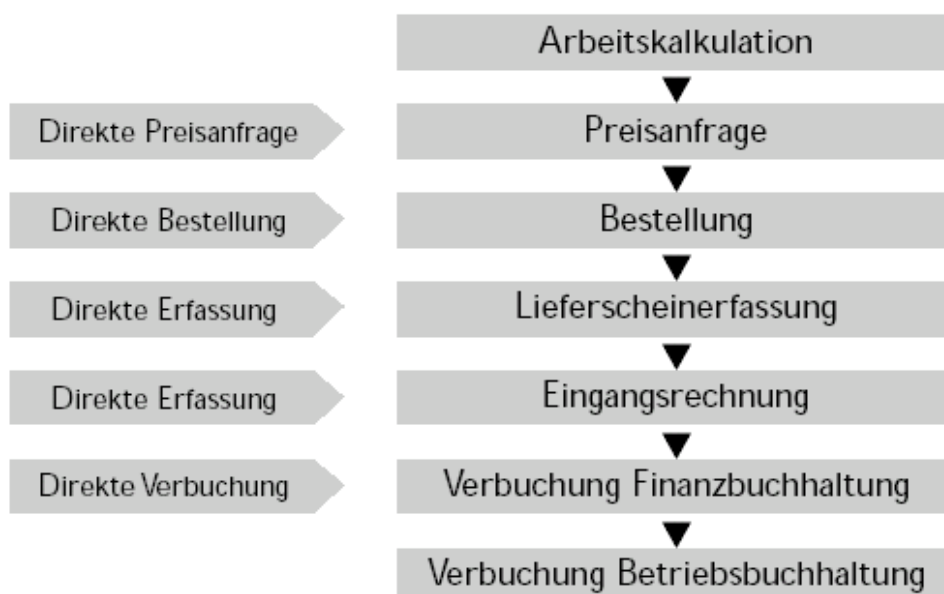 Arbeitskalkulation
Direkte Preisanfrage
Preisanfrage
Direkte Bestellung
Bestellung
Direkte Erfassung
Lieferscheinerfassung
Direkte Erfassung
Eingangsrechnung
Direkte Verbuchung
Verbuchung Finanzbuchhaltung
Verbuchung Betriebsbuchhaltung